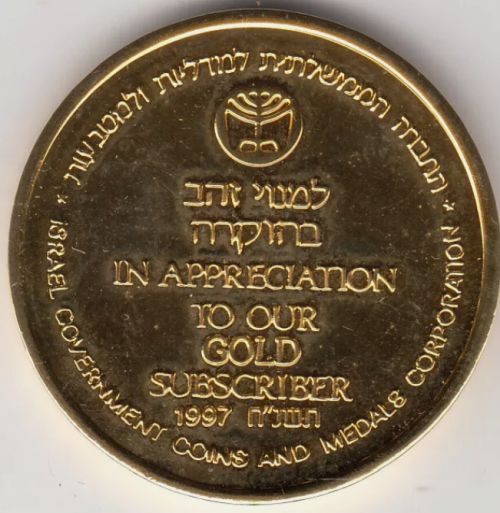 החברה הממשלתית למדליות ולמטבעות
למנוי זהב
בהוקרה
IN APPRECIATION
TO OUR
GOLD
SUBSCRIBER
1997 תשנ"ח
* ISRAEL GOVERNMENT COINS AND MEDALS CORPORATION *